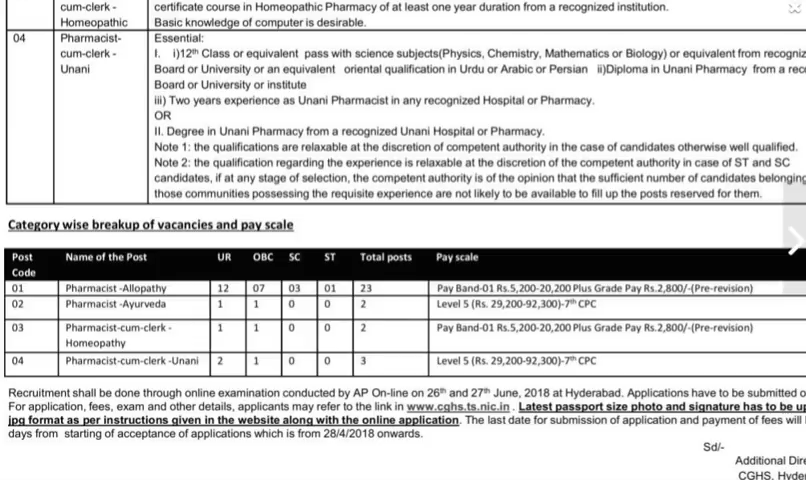 cum-clerk - certificate course in Homeopathic Pharmacy of at least one year duration from a recognized institution.
Homeopathic Basic knowledge of computer is desirable.
04 Pharmacist- Essential:
cum-clerk - I. i)12th Class or equivalent pass with science subjects(Physics, Chemistry, Mathematics or Biology) or equivalent from
Unani Board or University or an equivalent oriental qualification in Urdu or Arabic or Persian ii)Diploma in Unani Pharmacy from a
Board or University or institute
iii) Two years experience as Unani Pharmacist in any recognized Hospital or Pharmacy.
OR
II. Degree in Unani Pharmacy from a recognized Unani Hospital or Pharmacy.
Note 1: the qualifications are relaxable at the discretion of competent authority in the case of candidates otherwise well qualified.
Note 2: the qualification regarding the experience is relaxable at the discretion of the competent authority in case of ST and SC
candidates, if at any stage of selection, the competent authority is of the opinion that the sufficient number of candidates belonging
those communities possessing the requisite experience are not likely to be available to fill up the posts reserved for them.
Category wise breakup of vacancies and pay scale
Post Name of the Post UR OBC SC ST Total posts Pay scale
Code
01 Pharmacist -Allopathy 12 07 03 01 23 Pay Band-01 Rs.5,200-20,200 Plus Grade Pay Rs.2,800/-(Pre-revision)
02 Pharmacist -Ayurveda 1 1 0 0 2 Level 5 (Rs. 29,200-92,300)-7th CPC
03 Pharmacist-cum-clerk - 1 1 0 0 2 Pay Band-01 Rs.5,200-20,200 Plus Grade Pay Rs.2,800/-(Pre-revision)
Homeopathy
04 Pharmacist-cum-clerk -Unani 2 1 0 0 3 Level 5 (Rs. 29,200-92,300)-7th CPC
Recruitment shall be done through online examination conducted by AP On-line on 26th and 27th June, 2018 at Hyderabad. Applications have to be submitted
For application, fees, exam and other details, applicants may refer to the link in www.cghs.ts.nic.in . Latest passport size photo and signature has to be
jpg format as per instructions given in the website along with the online application. The last date for submission of application and payment of fees will
days from starting of acceptance of applications which is from 28/4/2018 onwards.
Sd/-
Additional
CGHS,